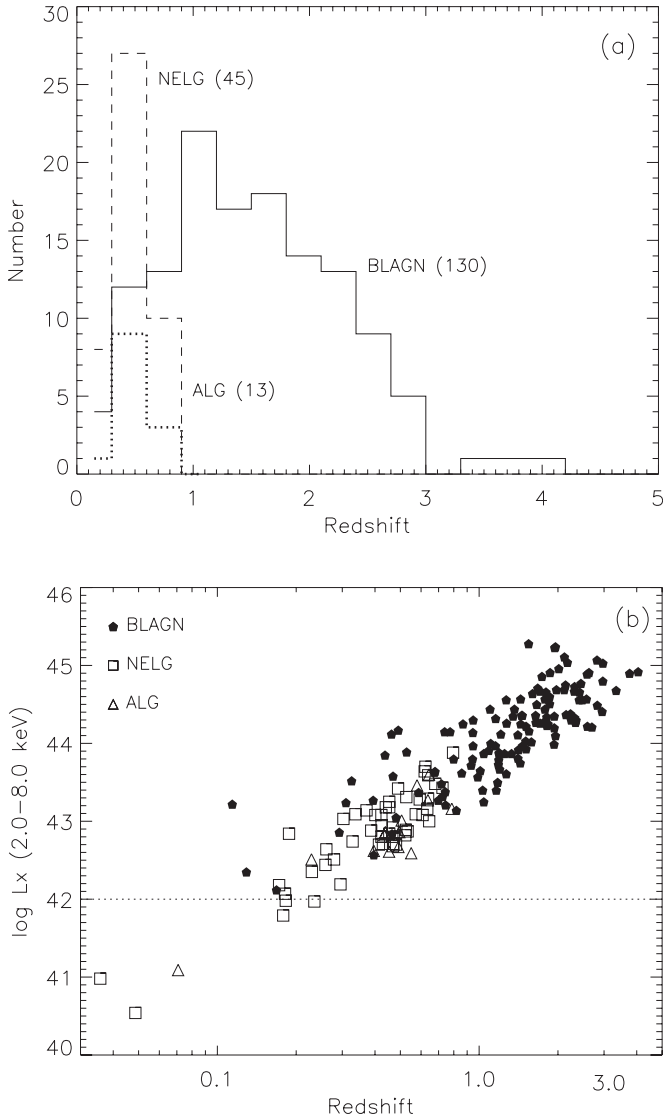 30
(a)
NELG (45)
25
20
Number
15
BLAGN (130)
10
ALG (13)
5
0
0 1 2 3 4 5
Redshift
46
(b)
BLAGN
45
NELG
ALG
44
log Lx (2.0-8.0 keV)
43
42
41
40
0.1 1.0 3.0
Redshift